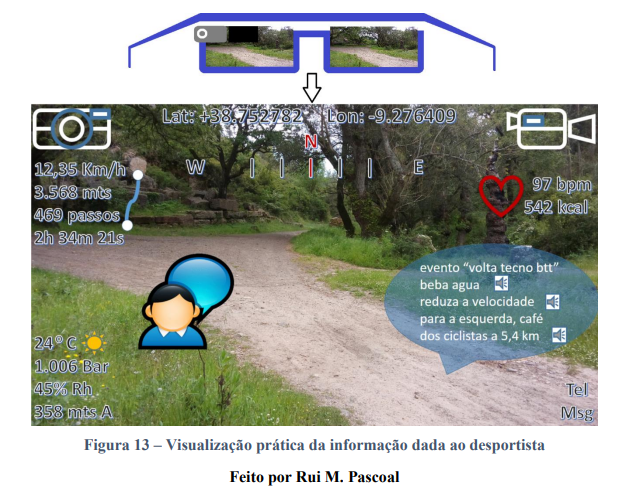 Lat: +38.752782 Lon: -9.276409
N
W E
12,35 Km/h
3.568 mts
469 passos
2h 34m 21s
97 bpm
542 kcal
evento “volta tecno btt”
beba agua
reduza a velocidade
para a esquerda, café
dos ciclistas a 5,4 km
24º C
1.006 Bar
45% Rh
358 mts A
Tel
Msg
Figura 13 – Visualização prática da informação dada ao desportista
Feito por Rui M. Pascoal